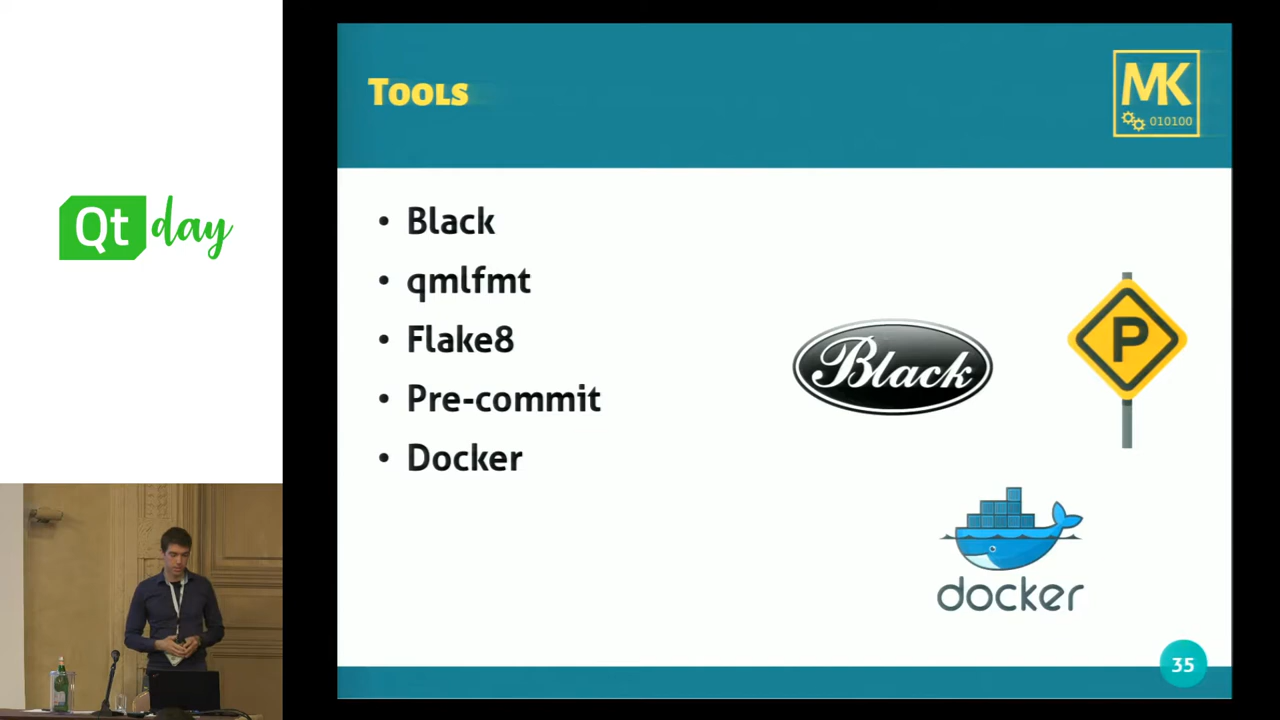 Qt day
Tools
MK
010100
• Black
• qmlfmt
• Flake8
• Pre-commit
• Docker
Black
P
docker
35